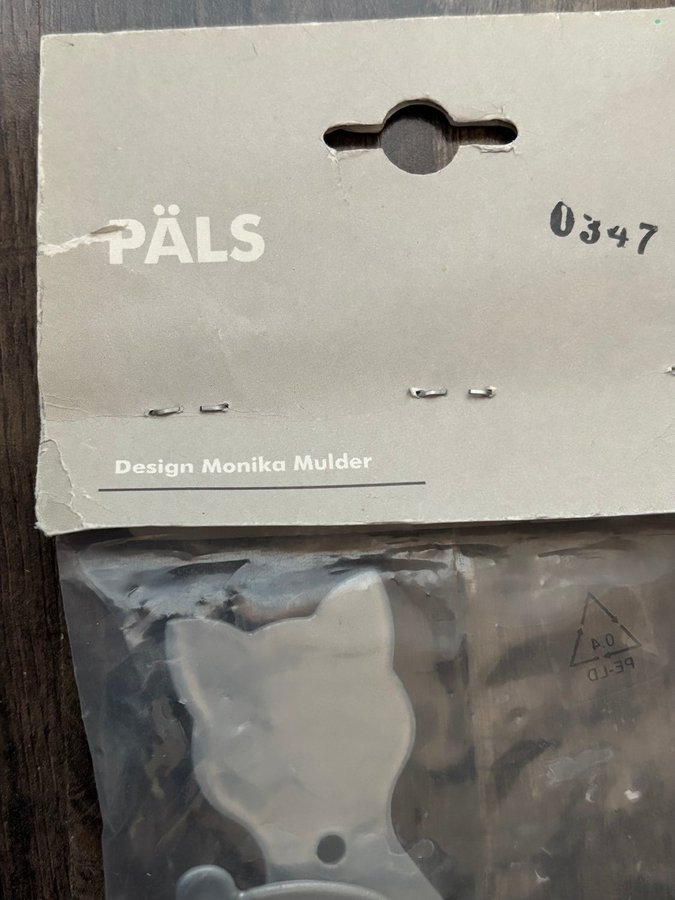 PÄLS
0347
Design Monika Mulder
04
PE-LD